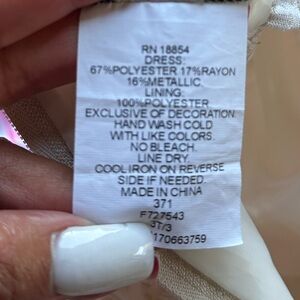 RN 18854
DRESS:
67%POLYESTER 17%RAYON
16%METALLIC
LINING:
100%POLYESTER
EXCLUSIVE OF DECORATION
HAND WASH COLD
WITH LIKE COLORS
NO BLEACH.
LINE DRY.
COOL IRON ON REVERSE
SIDE IF NEEDED.
MADE IN CHINA
371
F727543
3T/3
170663759